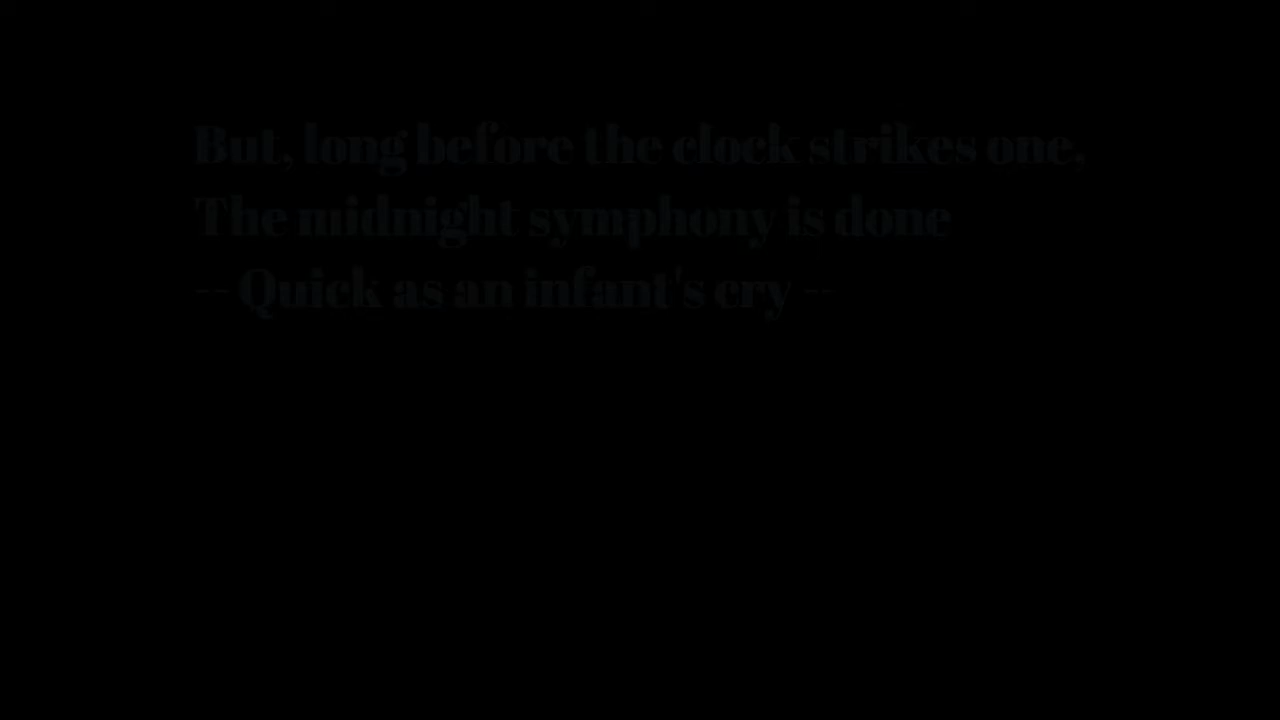 But, long before the clock strikes one,
The midnight symphony is done
-- Quick as an infant's cry --